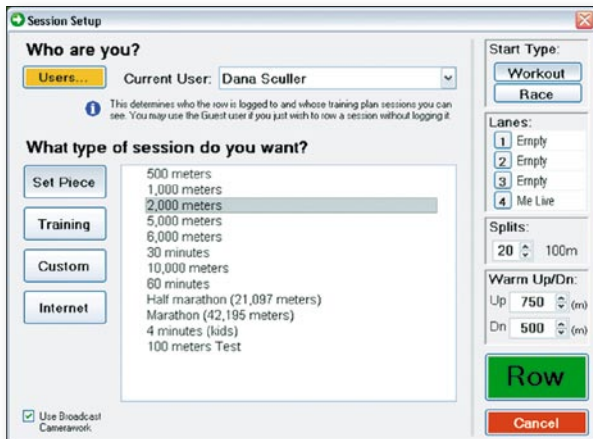 Session Setup
Who are you?
Users...
Current User: Dana Sculler
This determines who the row is logged to and whose training plan sessions you can
see. You may use the Guest user if you just wish to row a session without logging it.
What type of session do you want?
Set Piece
Training
Custom
Internet
500 meters
1,000 meters
2,000 meters
5,000 meters
6,000 meters
30 minutes
10,000 meters
60 minutes
Half marathon (21,097 meters)
Marathon (42,195 meters)
4 minutes (kids)
100 meters Test
Use Broadcast
Camerawork
Start Type:
Workout
Race
Lanes:
1 Empty
2 Empty
3 Empty
4 Me Live
Splits:
20 100m
Warm Up/Dn:
Up 750 (m)
Dn 500 (m)
Row
Cancel